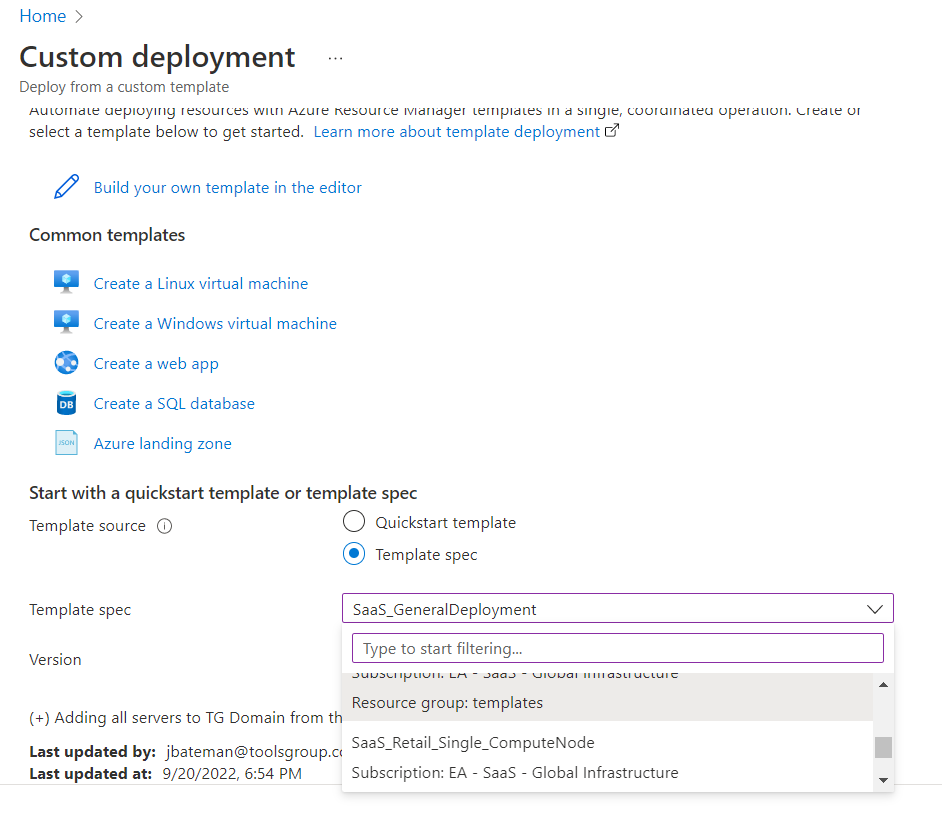 Home
Custom deployment ...
Deploy from a custom template
Automate deploying resources with Azure Resource Manager templates in a single, coordinated operation. Create or
select a template below to get started. Learn more about template deployment
Build your own template in the editor
Common templates
Create a Linux virtual machine
Create a Windows virtual machine
Create a web app
DB
Create a SQL database
JSON
Azure landing zone
Start with a quickstart template or template spec
Template source
Quickstart template
Template spec
Template spec
SaaS_GeneralDeployment
Type to start filtering...
Version
Subscription: EA - SaaS - Global Infrastructure
Resource group: templates
(+) Adding all servers to TG Domain from th
SaaS_Retail_Single_ComputeNode
Last updated by: jbateman@toolsgroup.co
Last updated at: 9/20/2022, 6:54 PM
Subscription: EA - SaaS - Global Infrastructure